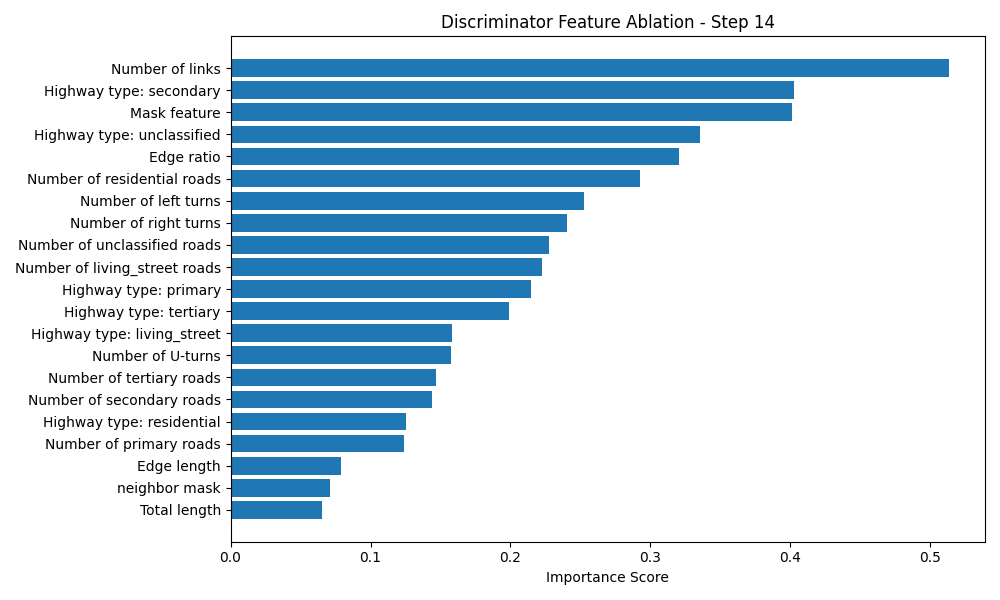 Discriminator Feature Ablation - Step 14
Number of links
Highway type: secondary
Mask feature
Highway type: unclassified
Edge ratio
Number of residential roads
Number of left turns
Number of right turns
Number of unclassified roads
Number of living_street roads
Highway type: primary
Highway type: tertiary
Highway type: living_street
Number of U-turns
Number of tertiary roads
Number of secondary roads
Highway type: residential
Number of primary roads
Edge length
neighbor mask
Total length
0.0 0.1 0.2 0.3 0.4 0.5
Importance Score